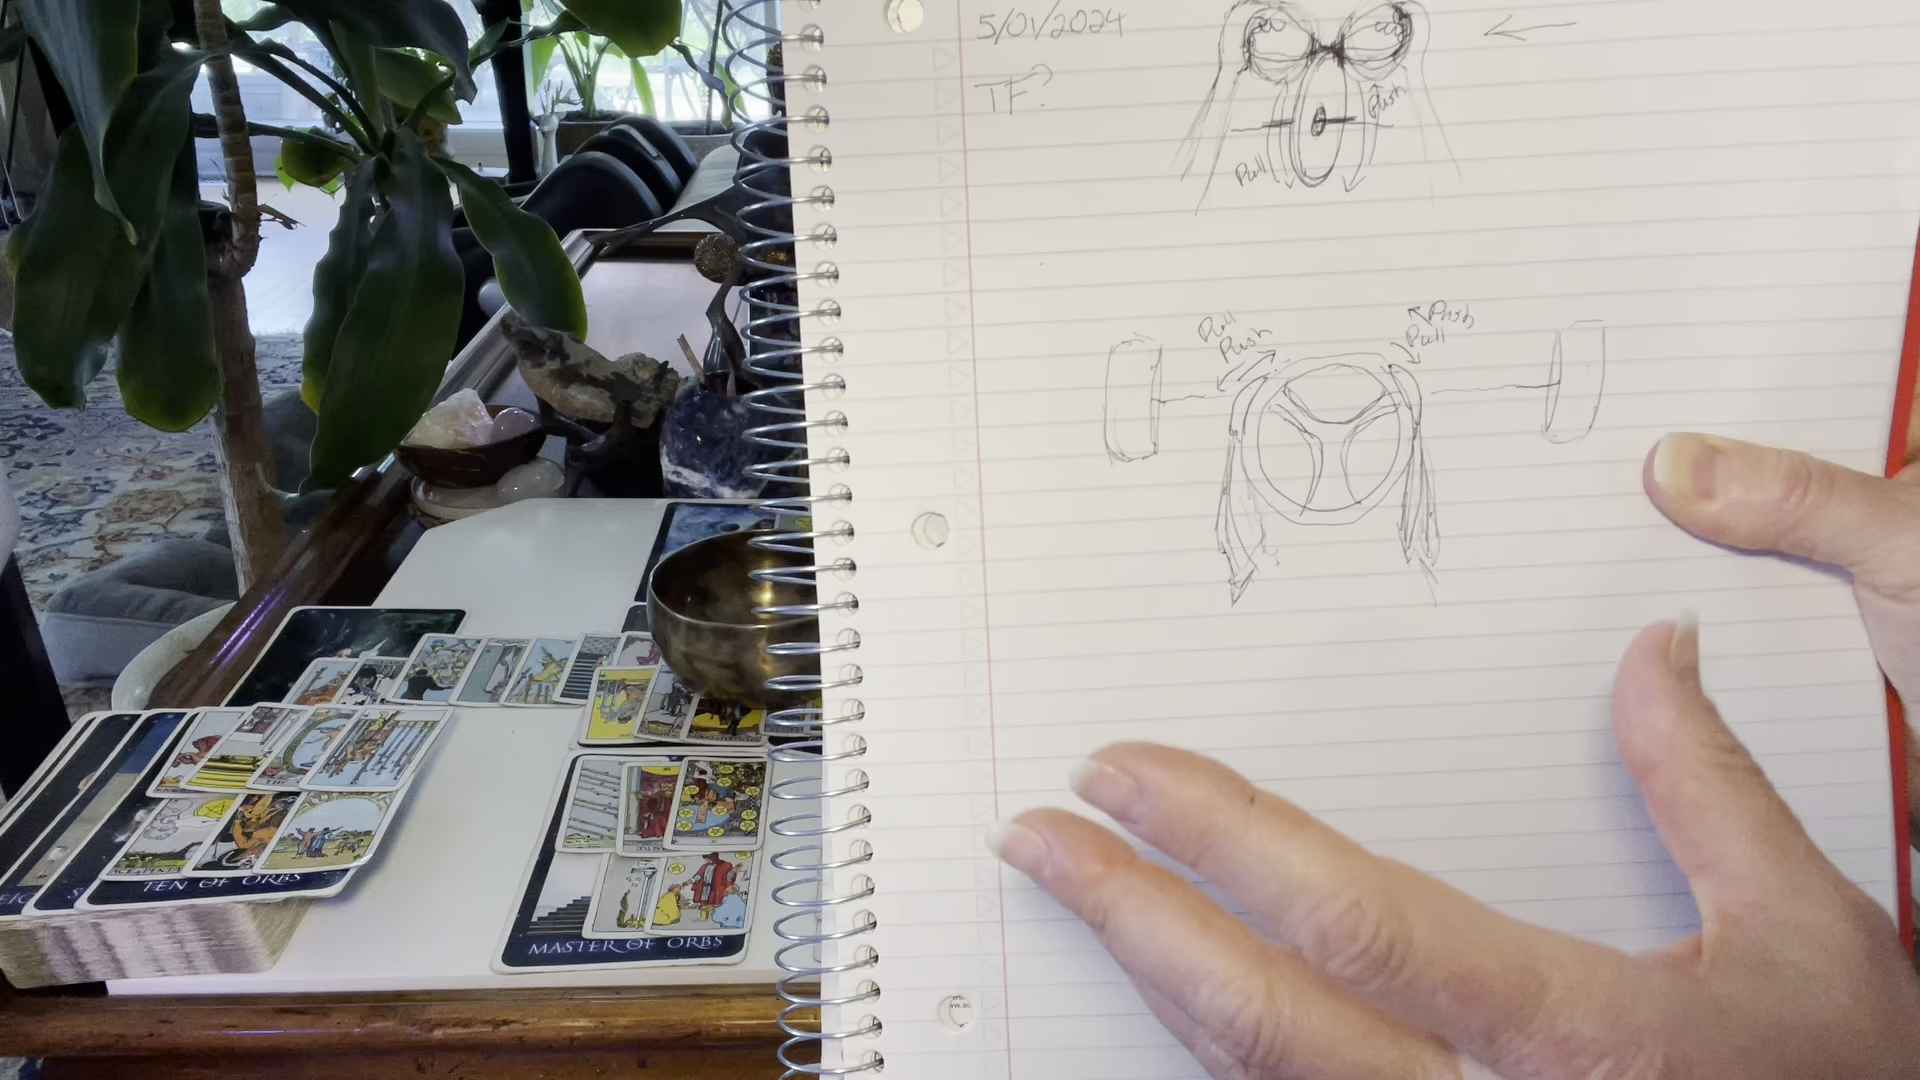 5/01/2024
TF?
Push
Pull
Pull
Push
Push
Pull
TEN OF ORBS
MASTER OF ORBS